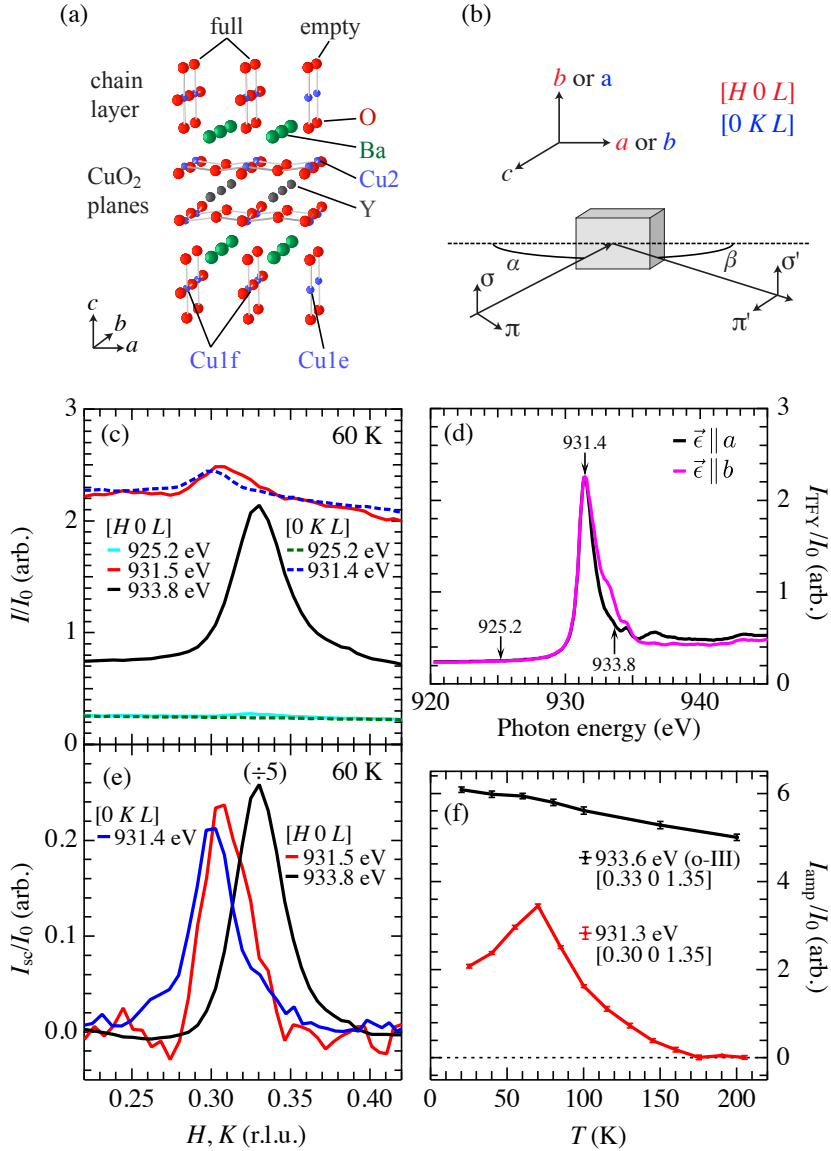 (a)
full
empty
chain
layer
O
Ba
CuO2
planes
Cu2
Y
c
b
a
Cu1f
Cu1e
(b)
b or a
[H 0 L]
[0 K L]
a or b
c
α
β
σ
π
σ'
π'
(c)
60 K
3
2
1
0
I/I0 (arb.)
[H 0 L]
925.2 eV
931.5 eV
933.8 eV
[0 K L]
925.2 eV
931.4 eV
(d)
931.4
ϵ⃗ ∥ a
ϵ⃗ ∥ b
925.2
933.8
3
2
1
0
ITFY/I0 (arb.)
920
930
940
Photon energy (eV)
(e)
(÷5)
60 K
[0 K L]
931.4 eV
[H 0 L]
931.5 eV
933.8 eV
0.2
0.1
0.0
Isc/I0 (arb.)
0.25
0.30
0.35
0.40
H, K (r.l.u.)
(f)
933.6 eV (o-III)
[0.33 0 1.35]
931.3 eV
[0.30 0 1.35]
6
4
2
0
Iamp/I0 (arb.)
0
50
100
150
200
T (K)